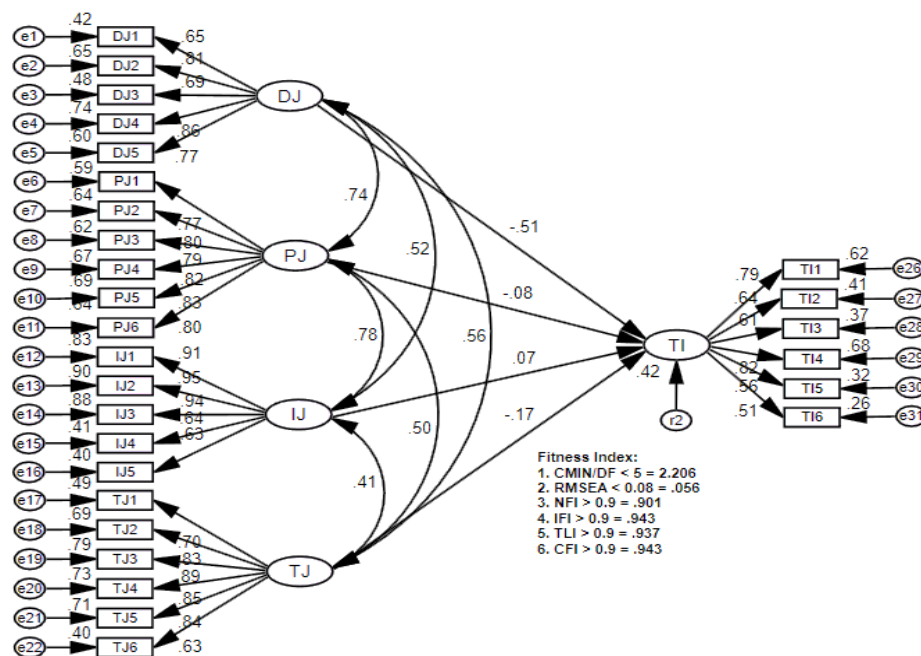 .42
e1 DJ1 .65
.65
e2 DJ2 .81
.48
e3 DJ3 .69
.74
e4 DJ4 .86
.60
e5 DJ5 .77
DJ
.59
e6 PJ1 .77
.64
e7 PJ2 .80
.62
e8 PJ3 .79
.67
e9 PJ4 .82
.69
e10 PJ5 .83
.64
e11 PJ6 .80
PJ
.83
e12 IJ1 .91
.90
e13 IJ2 .95
.88
e14 IJ3 .94
.41
e15 IJ4 .64
.40
e16 IJ5 .63
IJ
.49
e17 TJ1 .70
.69
e18 TJ2 .83
.79
e19 TJ3 .89
.73
e20 TJ4 .85
.71
e21 TJ5 .84
.40
e22 TJ6 .63
TJ
.74
.52
.56
.78
.50
.41
-.51
-.08
.07
-.17
TI
.42
r2
.79 TI1 .62 e26
.64 TI2 .41 e27
.61 TI3 .37 e28
.82 TI4 .68 e29
.56 TI5 .32 e30
.51 TI6 .26 e31
Fitness Index:
1. CMIN/DF < 5 = 2.206
2. RMSEA < 0.08 = .056
3. NFI > 0.9 = .901
4. IFI > 0.9 = .943
5. TLI > 0.9 = .937
6. CFI > 0.9 = .943